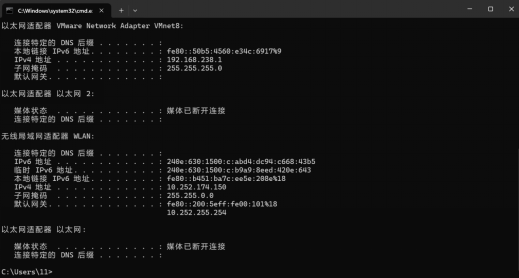 C:\Windows\system32\cmd.e
以太网适配器 VMware Network Adapter VMnet8:
连接特定的 DNS 后缀 . . . . . . . :
本地链接 IPv6 地址. . . . . . . . : fe80::50b5:4560:e34c:6917%9
IPv4 地址 . . . . . . . . . . . . : 192.168.238.1
子网掩码 . . . . . . . . . . . . : 255.255.255.0
默认网关. . . . . . . . . . . . . :
以太网适配器 以太网 2:
媒体状态 . . . . . . . . . . . . : 媒体已断开连接
连接特定的 DNS 后缀 . . . . . . . :
无线局域网适配器 WLAN:
连接特定的 DNS 后缀 . . . . . . . :
IPv6 地址 . . . . . . . . . . . . : 240e:630:1500:c:abd4:dc94:c668:43b5
临时 IPv6 地址. . . . . . . . . . : 240e:630:1500:c:b9a9:8eed:420e:643
本地链接 IPv6 地址. . . . . . . . : fe80::b451:ba7c:ee5e:208e%18
IPv4 地址 . . . . . . . . . . . . : 10.252.174.150
子网掩码 . . . . . . . . . . . . : 255.255.0.0
默认网关. . . . . . . . . . . . . : fe80::200:5eff:fe00:101%18
10.252.255.254
以太网适配器 以太网:
媒体状态 . . . . . . . . . . . . : 媒体已断开连接
连接特定的 DNS 后缀 . . . . . . . :
C:\Users\11>